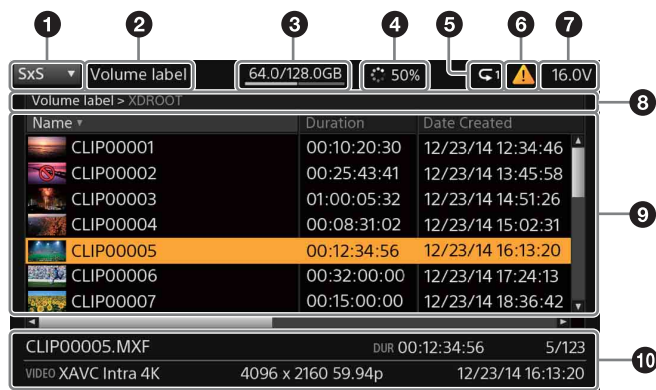 1 2 3 4 5 6 7
SxS ▼ Volume label 64.0/128.0GB 50% 1 16.0V
Volume label > XDROOT 8
Name ▼ Duration Date Created
CLIP00001 00:10:20:30 12/23/14 12:34:46
CLIP00002 00:25:43:41 12/23/14 13:45:58
CLIP00003 01:00:05:32 12/23/14 14:51:26
CLIP00004 00:08:31:02 12/23/14 15:02:31
9
CLIP00005 00:12:34:56 12/23/14 16:13:20
CLIP00006 00:32:00:00 12/23/14 17:24:13
CLIP00007 00:15:00:00 12/23/14 18:36:42
CLIP00005.MXF DUR 00:12:34:56 5/123
10
VIDEO XAVC Intra 4K 4096 x 2160 59.94p 12/23/14 16:13:20